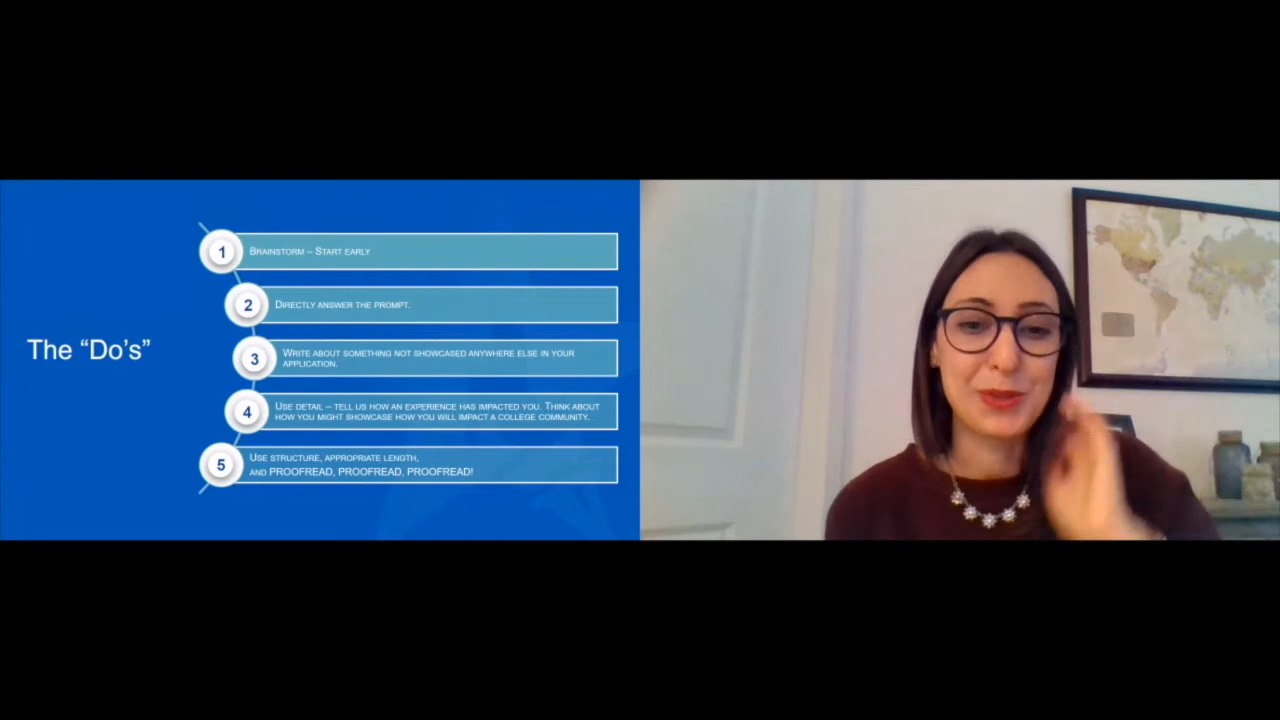 The “Do’s”
1
BRAINSTORM – START EARLY
2
DIRECTLY ANSWER THE PROMPT.
3
WRITE ABOUT SOMETHING NOT SHOWCASED ANYWHERE ELSE IN YOUR
APPLICATION.
4
USE DETAIL – TELL US HOW AN EXPERIENCE HAS IMPACTED YOU. THINK ABOUT
HOW YOU MIGHT SHOWCASE HOW YOU WILL IMPACT A COLLEGE COMMUNITY.
5
USE STRUCTURE, APPROPRIATE LENGTH,
AND PROOFREAD, PROOFREAD, PROOFREAD!